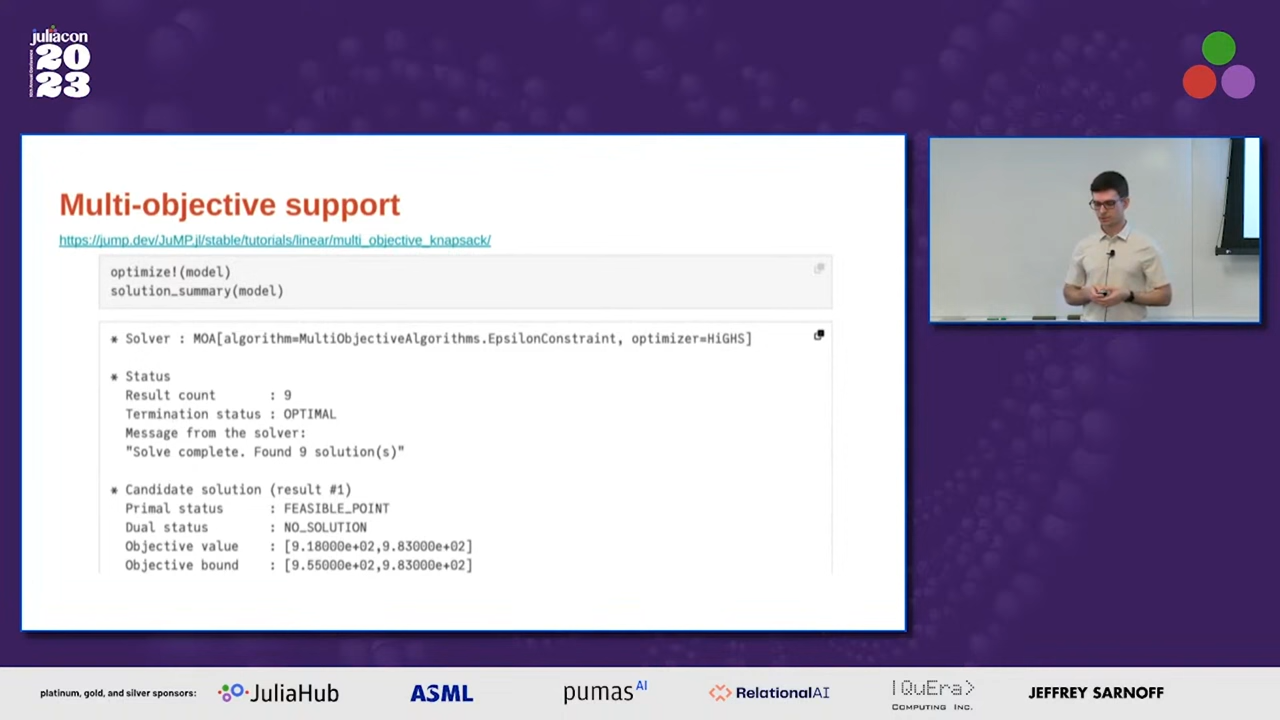 juliacon
20
23
Multi-objective support
https://jump.dev/JuMP.jl/stable/tutorials/linear/multi_objective_knapsack/
optimize!(model)
solution_summary(model)
* Solver : MOA[algorithm=MultiObjectiveAlgorithms.EpsilonConstraint, optimizer=HiGHS]
* Status
Result count : 9
Termination status : OPTIMAL
Message from the solver:
"Solve complete. Found 9 solution(s)"
* Candidate solution (result #1)
Primal status : FEASIBLE_POINT
Dual status : NO_SOLUTION
Objective value : [9.18000e+02,9.83000e+02]
Objective bound : [9.55000e+02,9.83000e+02]
platinum, gold, and silver sponsors: JuliaHub ASML pumasAI RelationalAI |QuEra> JEFFREY SARNOFF
COMPUTING INC.